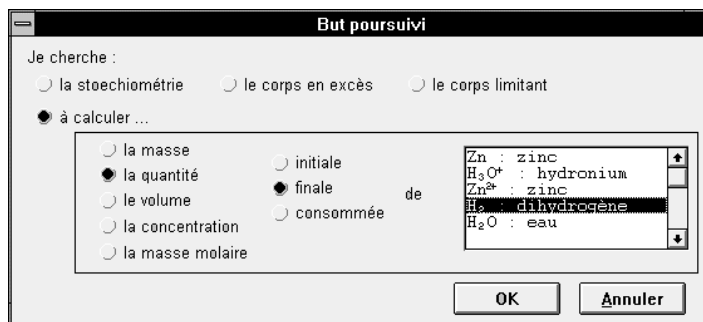 But poursuivi
Je cherche :
la stoechiométrie le corps en excès le corps limitant
à calculer ...
la masse
la quantité
le volume
la concentration
la masse molaire
initiale
finale
consommée
de
Zn : zinc
H₃O⁺ : hydronium
Zn²⁺ : zinc
H₂ : dihydrogène
H₂O : eau
OK Annuler